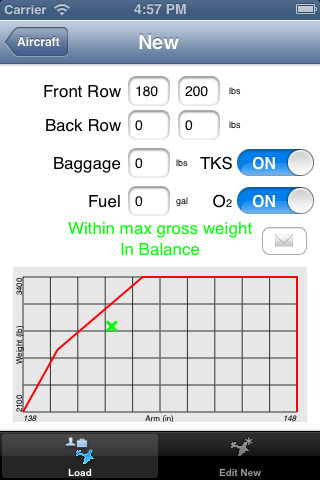 Carrier 4:57 PM
Aircraft New
Front Row 180 200 lbs
Back Row 0 0 lbs
Baggage 0 lbs TKS ON
Fuel 0 gal O2 ON
Within max gross weight
In Balance
3400
Weight (lb)
2100
138 Arm (in) 148
Load Edit New